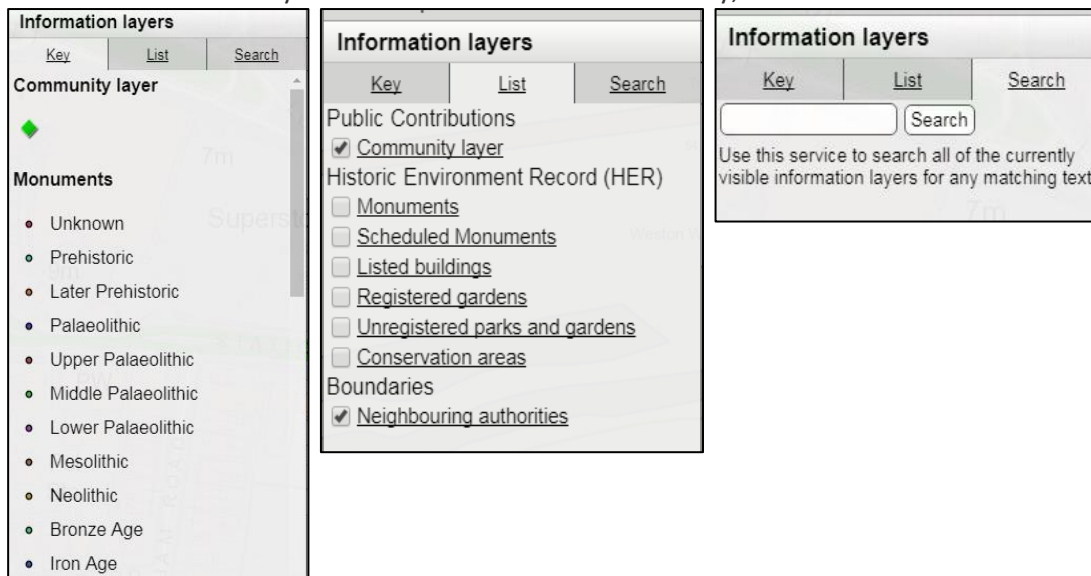 Information layers
Key List Search
Community layer
Monuments
Unknown
Prehistoric
Later Prehistoric
Palaeolithic
Upper Palaeolithic
Middle Palaeolithic
Lower Palaeolithic
Mesolithic
Neolithic
Bronze Age
Iron Age
7m
Information layers
Key List Search
Public Contributions
Community layer
Historic Environment Record (HER)
Monuments
Scheduled Monuments
Listed buildings
Registered gardens
Unregistered parks and gardens
Conservation areas
Boundaries
Neighbouring authorities
Information layers
Key List Search
Search
Use this service to search all of the currently
visible information layers for any matching text
7m